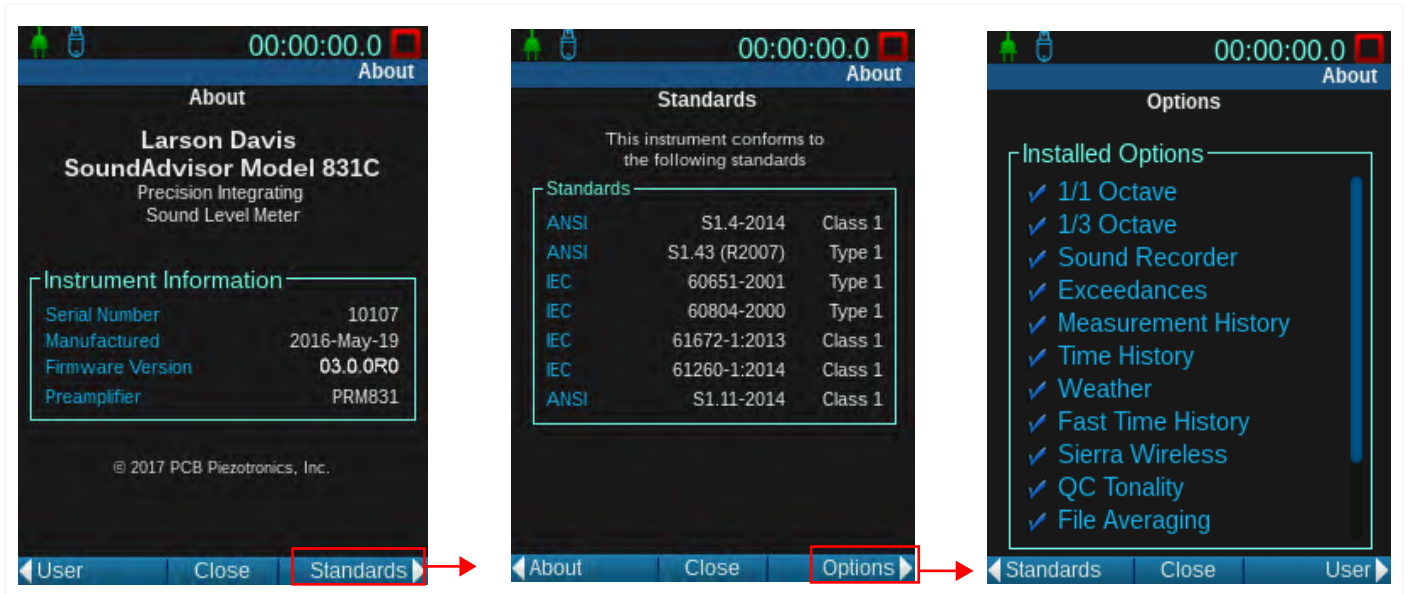 00:00:00.0
About
About
Larson Davis
SoundAdvisor Model 831C
Precision Integrating
Sound Level Meter
Instrument Information
Serial Number 10107
Manufactured 2016-May-19
Firmware Version 03.0.0R0
Preamplifier PRM831
© 2017 PCB Piezotronics, Inc.
User Close Standards
00:00:00.0
About
Standards
This instrument conforms to
the following standards
Standards
ANSI S1.4-2014 Class 1
ANSI S1.43 (R2007) Type 1
IEC 60651-2001 Type 1
IEC 60804-2000 Type 1
IEC 61672-1:2013 Class 1
IEC 61260-1:2014 Class 1
ANSI S1.11-2014 Class 1
About Close Options
00:00:00.0
About
Options
Installed Options
1/1 Octave
1/3 Octave
Sound Recorder
Exceedances
Measurement History
Time History
Weather
Fast Time History
Sierra Wireless
QC Tonality
File Averaging
Standards Close User